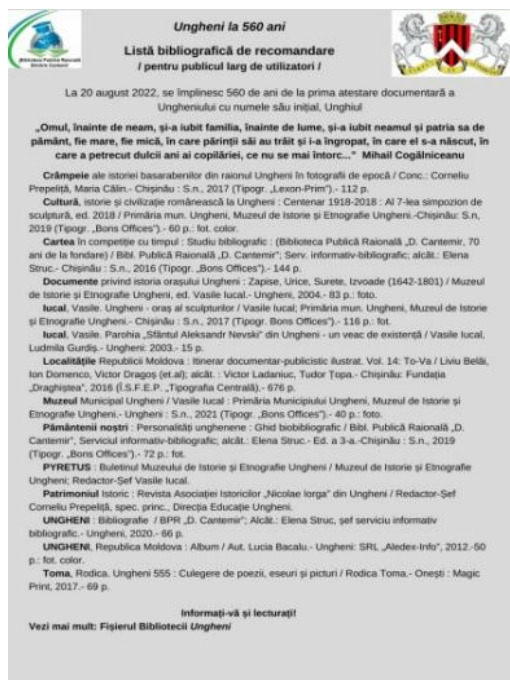 Ungheni la 560 ani
Listă bibliografică de recomandare
/ pentru publicul larg de utilizatori /
La 20 august 2022, se împlinesc 560 de ani de la prima atestare documentară a
Ungheniului cu numele său inițial, Unghiul
„Omul, înainte de neam, și-a iubit familia, înainte de lume, și-a iubit neamul și patria sa de
pământ, fie mare, fie mică, în care părinții săi au trăit și i-a îngropat, în care el s-a născut, în
care a petrecut dulcii ani ai copilăriei, ce nu se mai întorc..." Mihail Cogâlniceanu
Crâmpeie ale istoriei basarabenilor din raionul Ungheni în fotografii de epocă / Conc.: Corneliu
Prepeliță, Maria Călin.- Chișinău : S.n., 2017 (Tipogr. „Lexon-Prim").- 112 p.
Cultură, istorie și civilizație românească la Ungheni : Centenar 1918-2018 : Al 7-lea simpozion de
sculptură, ed. 2018 / Primăria mun. Ungheni, Muzeul de Istorie și Etnografie Ungheni.-Chișinău: S.n,
2019 (Tipogr. „Bons Offices").- 60 p.: fot. color.
Cartea în competiție cu timpul : Studiu bibliografic : (Biblioteca Publică Raională „D. Cantemir, 70
ani de la fondare) / Bibl. Publică Raională „D. Cantemir"; Serv. informativ-bibliografic; alcăt.: Elena
Struc.- Chișinău : S.n., 2016 (Tipogr. „Bons Offices").- 144 p.
Documente privind istoria orașului Ungheni : Zapise, Urice, Surete, Izvoade (1642-1801) / Muzeul
de Istorie și Etnografie Ungheni, ed. Vasile Iucal.- Ungheni, 2004.- 83 p.: foto.
Iucal, Vasile. Ungheni - oraș al sculpturilor / Vasile Iucal; Primăria mun. Ungheni, Muzeul de Istorie
și Etnografie Ungheni.- Chișinău : S.n., 2017 (Tipogr. Bons Offices").- 116 p.: fot.
Iucal, Vasile. Parohia „Sfântul Aleksandr Nevski" din Ungheni - un veac de existență / Vasile Iucal,
Ludmila Gurdiș.- Ungheni: 2003.- 15 p.
Localitățile Republicii Moldova : Itinerar documentar-publicistic ilustrat. Vol. 14: To-Va / Liviu Belâi,
Ion Domenco, Victor Dragoș (et.al); alcăt. : Victor Ladaniuc, Tudor Țopa.- Chișinău: Fundația
„Draghiștea", 2016 (Î.S.F.E.P. „Tipografia Centrală).- 676 p.
Muzeul Municipal Ungheni / Vasile Iucal : Primăria Municipiului Ungheni, Muzeul de Istorie și
Etnografie Ungheni.- Ungheni : S.n., 2021 (Tipogr. „Bons Offices").- 40 p.: foto.
Pământenii noștri : Personalități unghenene : Ghid biobibliografic / Bibl. Publică Raională „D.
Cantemir", Serviciul informativ-bibliografic; alcăt.: Elena Struc.- Ed. a 3-a.-Chișinău : S.n., 2019
(Tipogr. „Bons Offices").- 72 p.: fot.
PYRETUS : Buletinul Muzeului de Istorie și Etnografie Ungheni / Muzeul de Istorie și Etnografie
Ungheni; Redactor-Șef Vasile Iucal.
Patrimoniul Istoric : Revista Asociației Istoricilor „Nicolae Iorga" din Ungheni / Redactor-Șef
Corneliu Prepeliță, spec. princ., Direcția Educație Ungheni.
UNGHENI : Bibliografie / BPR „D. Cantemir"; Alcăt.: Elena Struc, șef serviciu informativ
bibliografic.- Ungheni, 2020.- 66 p.
UNGHENI, Republica Moldova : Album / Aut. Lucia Bacalu.- Ungheni: SRL „Aledex-Info", 2012.-50
p.: fot. color.
Toma, Rodica. Ungheni 555 : Culegere de poezii, eseuri și picturi / Rodica Toma.- Onești : Magic
Print, 2017.- 69 p.
Informați-vă și lecturați!
Vezi mai mult: Fișierul Bibliotecii Ungheni